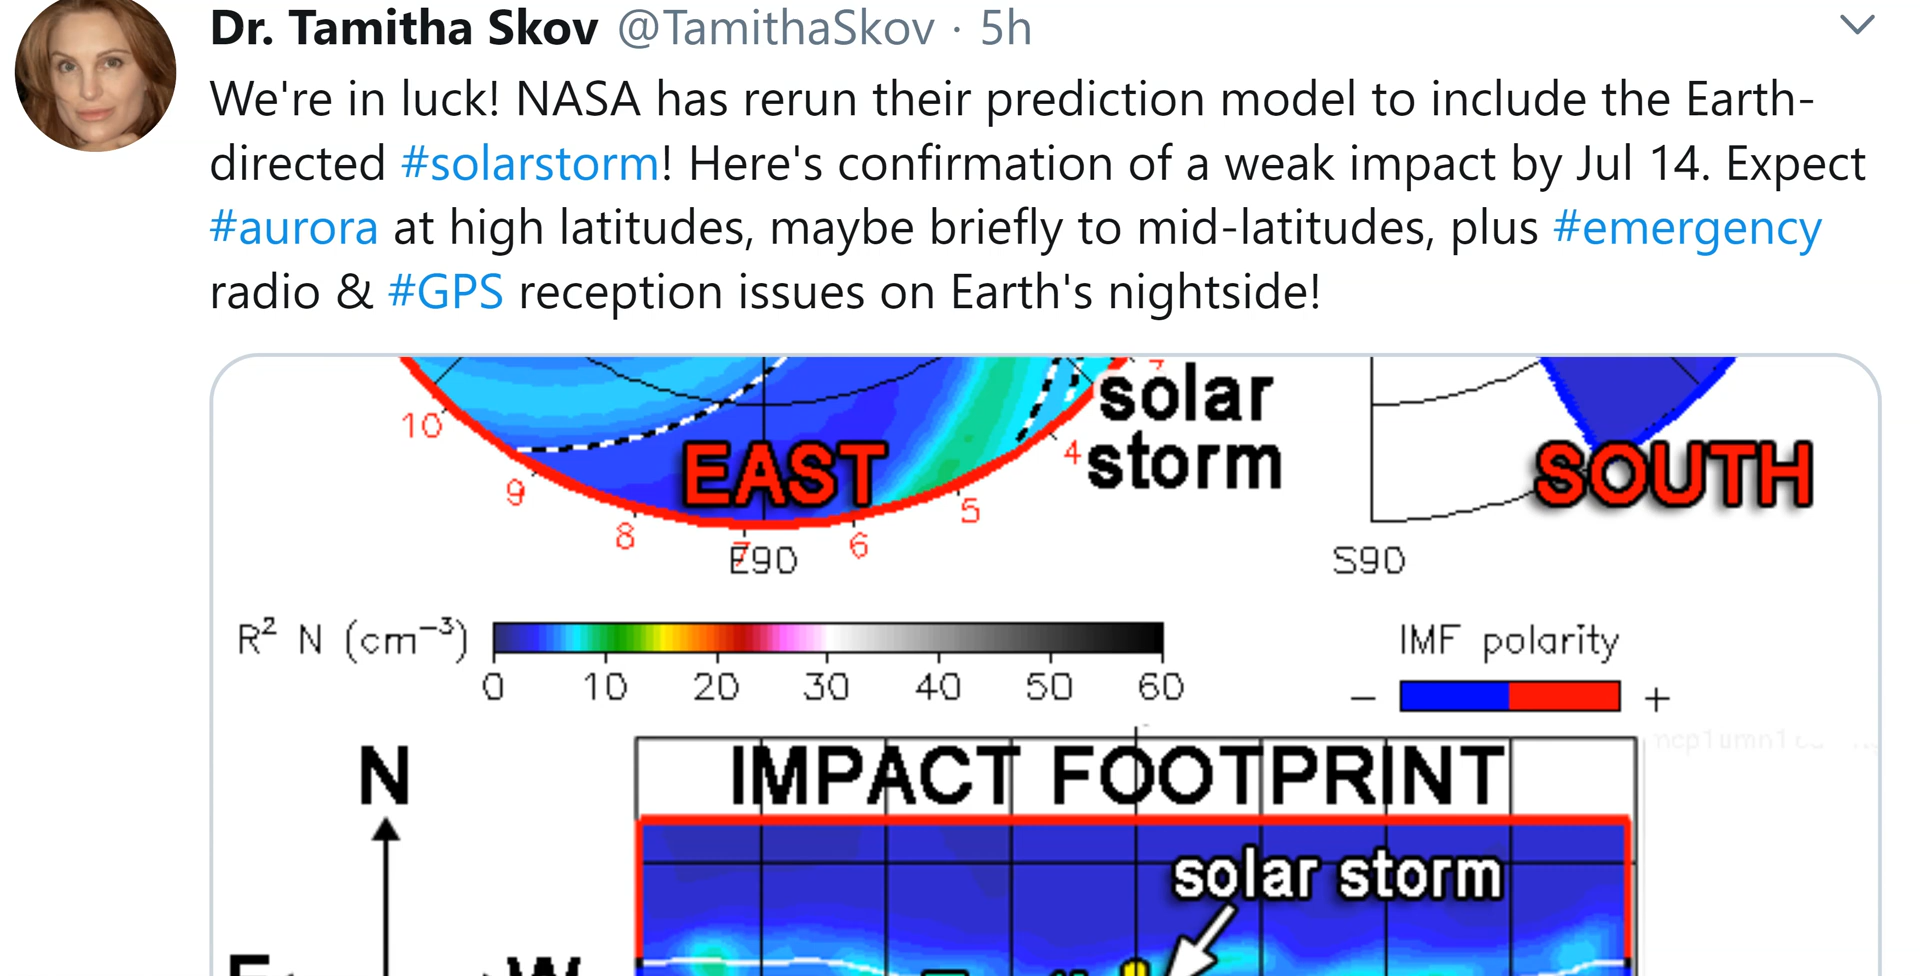 Dr. Tamitha Skov @TamithaSkov · 5h
We're in luck! NASA has rerun their prediction model to include the Earth-
directed #solarstorm! Here's confirmation of a weak impact by Jul 14. Expect
#aurora at high latitudes, maybe briefly to mid-latitudes, plus #emergency
radio & #GPS reception issues on Earth's nightside!
solar
storm
10
9
8
7
6
5
4
EAST
SOUTH
E90
S90
R² N (cm⁻³)
0 10 20 30 40 50 60
IMF polarity
− +
N
IMPACT FOOTPRINT
solar storm
W